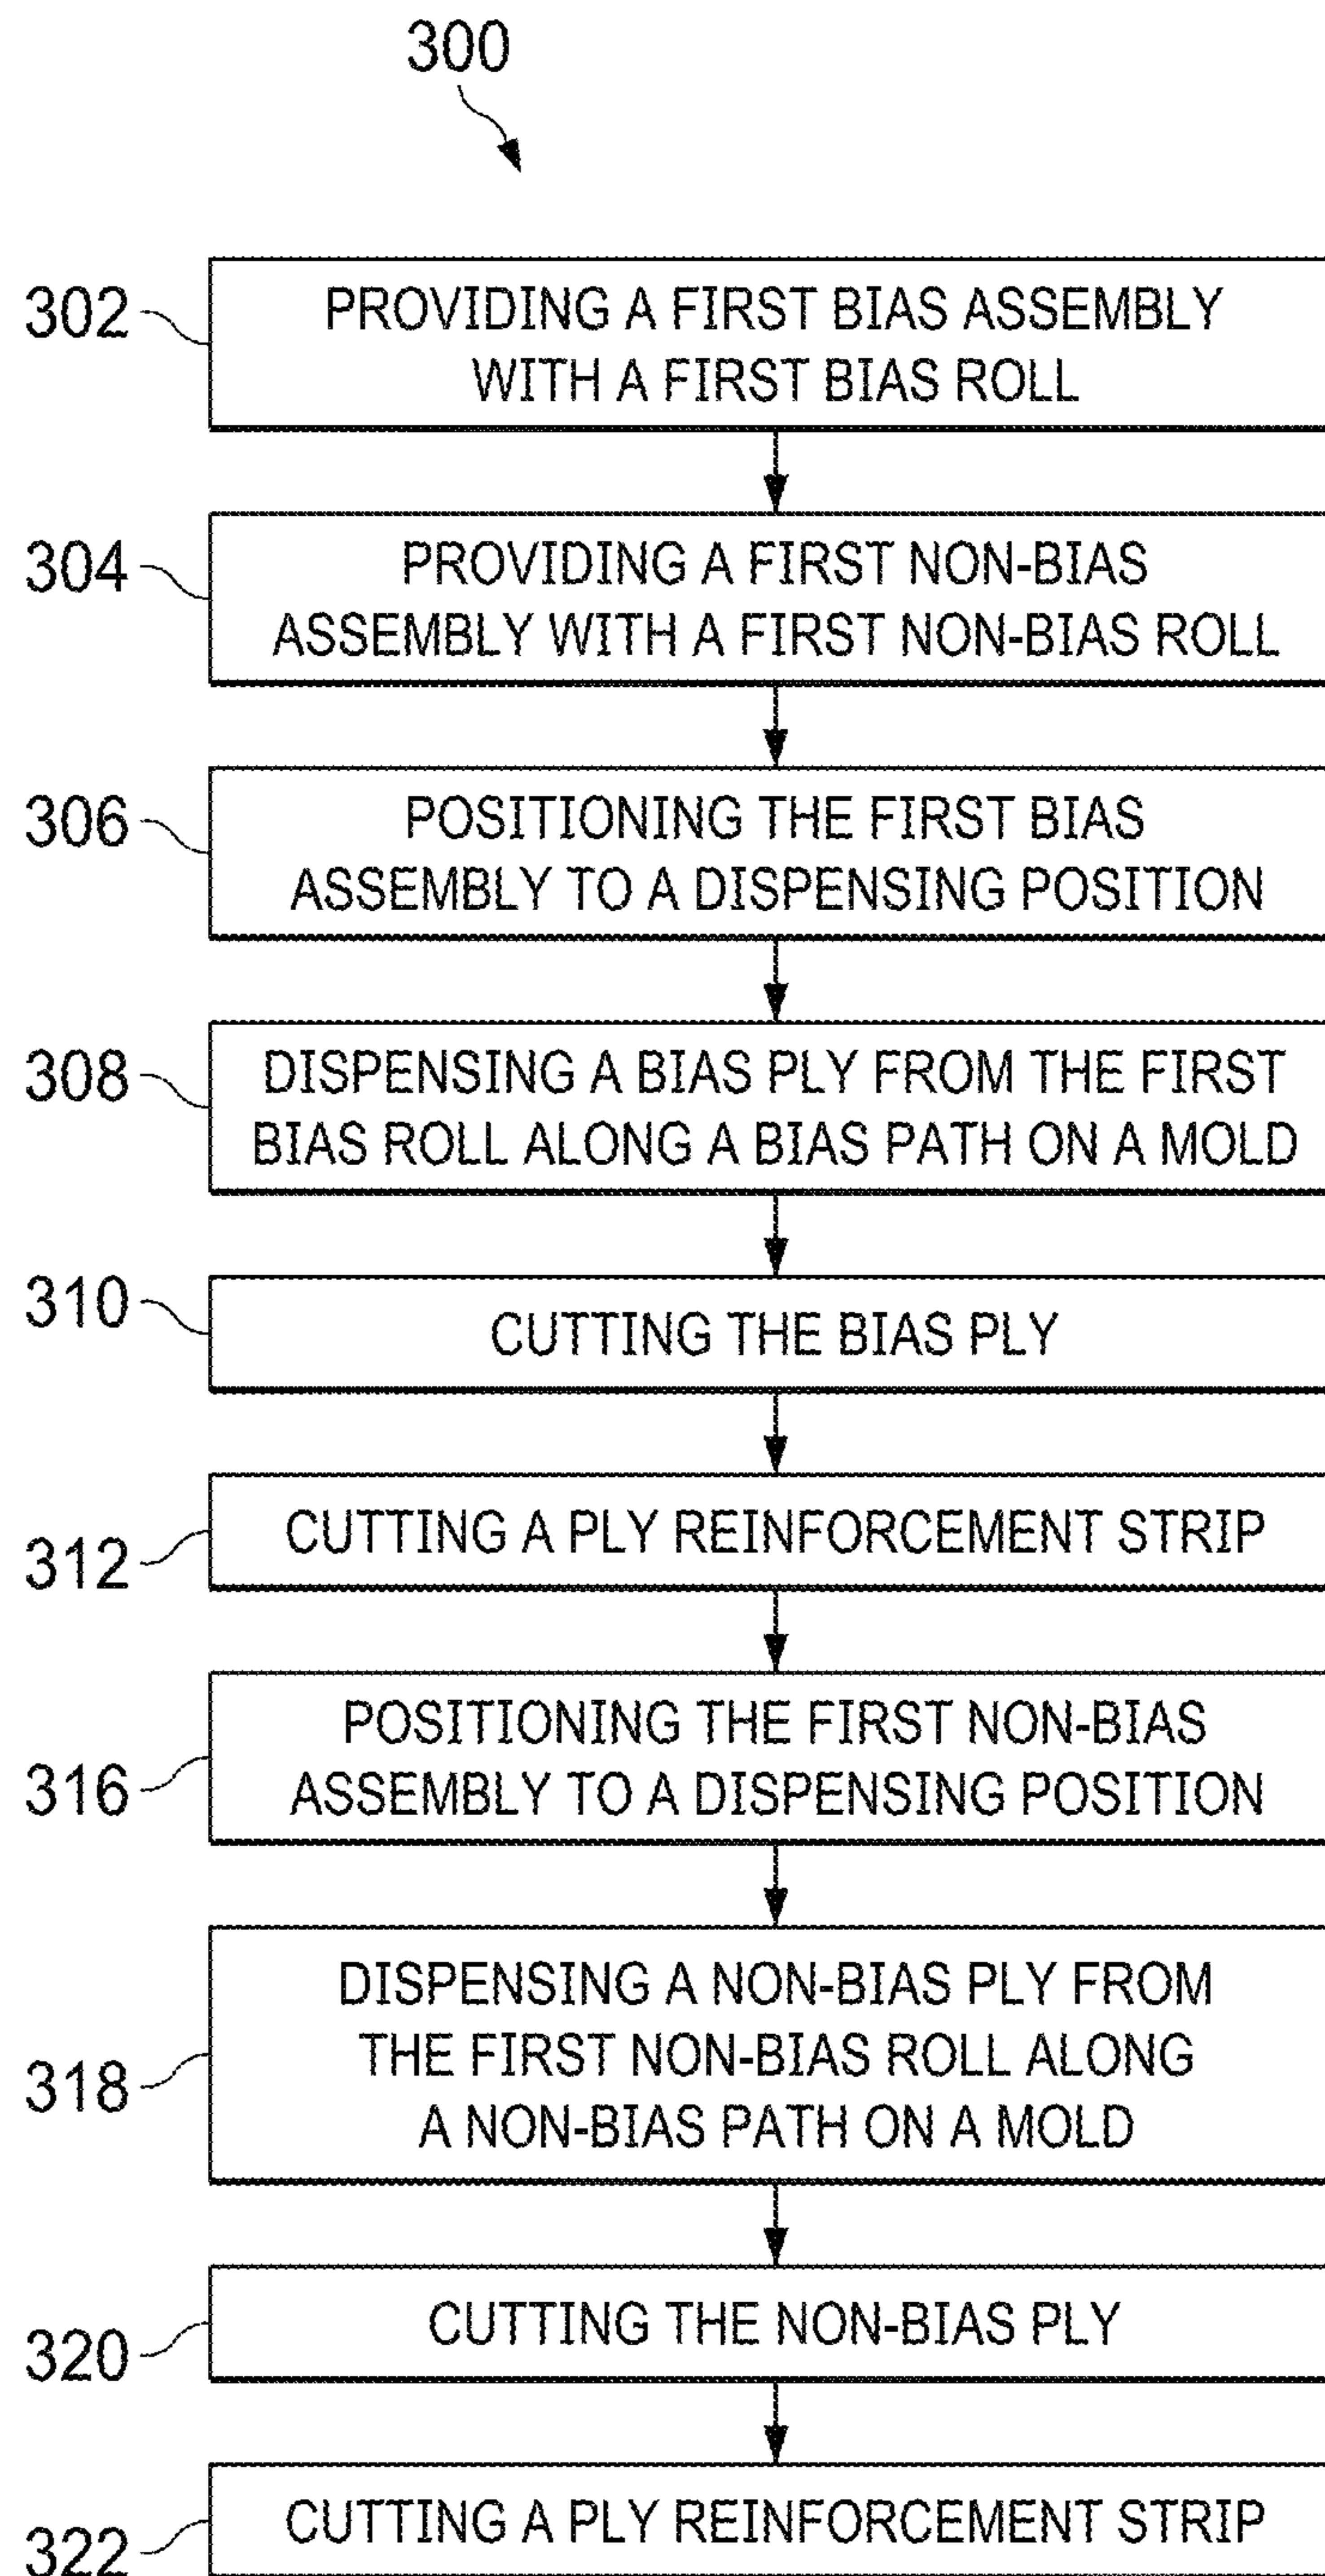 300
302
PROVIDING A FIRST BIAS ASSEMBLY
WITH A FIRST BIAS ROLL
304
PROVIDING A FIRST NON-BIAS
ASSEMBLY WITH A FIRST NON-BIAS ROLL
306
POSITIONING THE FIRST BIAS
ASSEMBLY TO A DISPENSING POSITION
308
DISPENSING A BIAS PLY FROM THE FIRST
BIAS ROLL ALONG A BIAS PATH ON A MOLD
310
CUTTING THE BIAS PLY
312
CUTTING A PLY REINFORCEMENT STRIP
316
POSITIONING THE FIRST NON-BIAS
ASSEMBLY TO A DISPENSING POSITION
318
DISPENSING A NON-BIAS PLY FROM
THE FIRST NON-BIAS ROLL ALONG
A NON-BIAS PATH ON A MOLD
320
CUTTING THE NON-BIAS PLY
322
CUTTING A PLY REINFORCEMENT STRIP